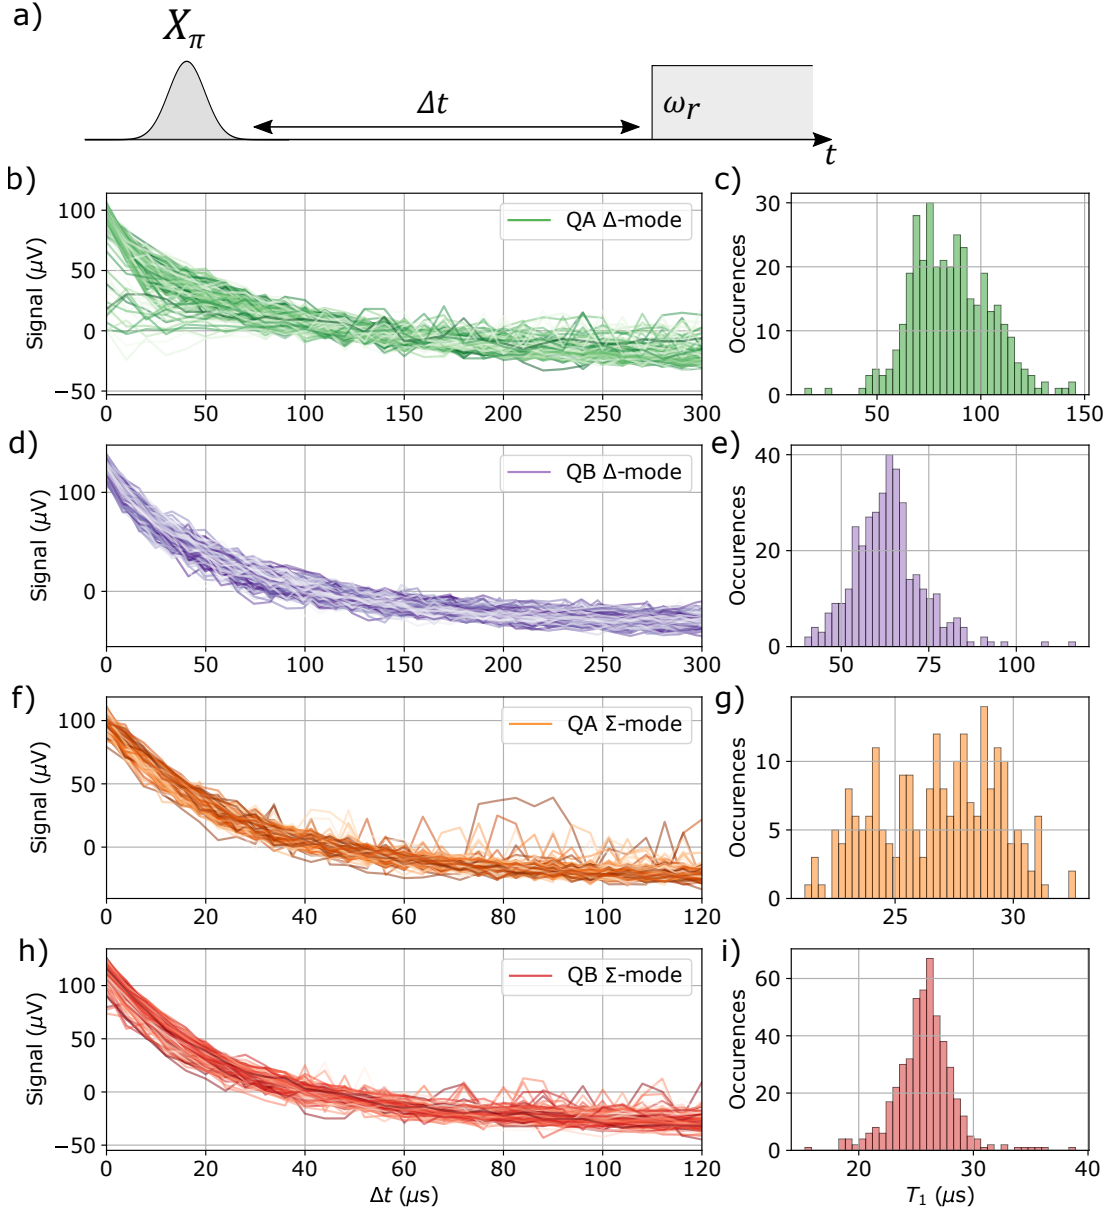 a)
Xπ
Δt
ωr
t
b)
Signal (μV)
100
50
0
−50
QA Δ-mode
0 50 100 150 200 250 300
c)
Occurences
30
20
10
0
50 100 150
d)
Signal (μV)
100
0
QB Δ-mode
0 50 100 150 200 250 300
e)
Occurences
40
20
0
50 75 100
f)
Signal (μV)
100
50
0
QA Σ-mode
0 20 40 60 80 100 120
g)
Occurences
10
5
0
25 30
h)
Signal (μV)
100
50
0
−50
QB Σ-mode
0 20 40 60 80 100 120
Δt (μs)
i)
Occurences
60
40
20
0
20 30 40
T1 (μs)